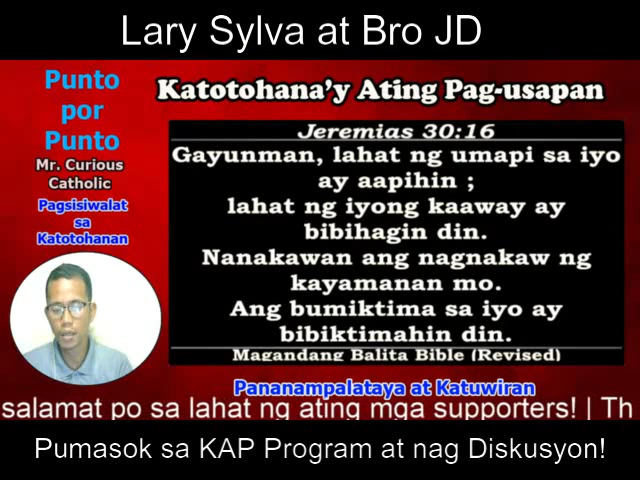 Lary Sylva at Bro JD
Punto
por
Punto
Mr. Curious
Catholic
Pagsisiwalat
sa
Katotohanan
Katotohana'y Ating Pag-usapan
Jeremias 30:16
Gayunman, lahat ng umapi sa iyo
ay aapihin ;
lahat ng iyong kaaway ay
bibihagin din.
Nanakawan ang nagnakaw ng
kayamanan mo.
Ang bumiktima sa iyo ay
bibiktimahin din.
Magandang Balita Bible (Revised)
Pananampalataya at Katuwiran
salamat po sa lahat ng ating mga supporters! | Th
Pumasok sa KAP Program at nag Diskusyon!